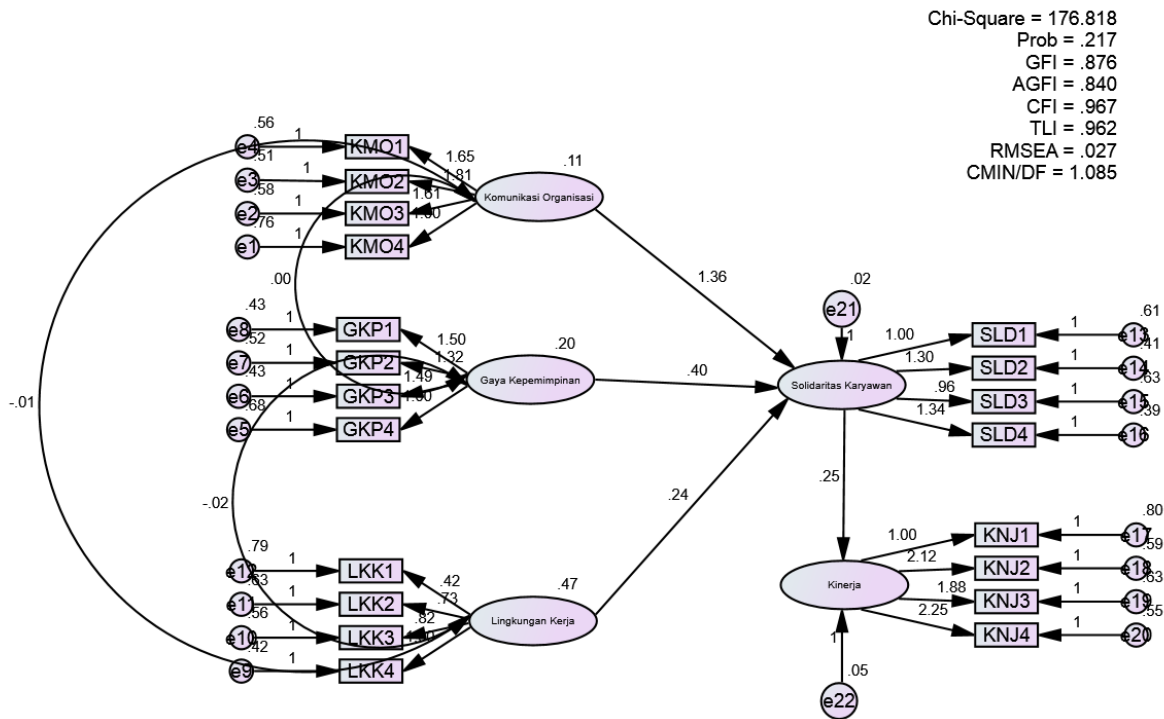 Chi-Square = 176.818
Prob = .217
GFI = .876
AGFI = .840
CFI = .967
TLI = .962
RMSEA = .027
CMIN/DF = 1.085
.56
e4
1
KMO1
1.65
.51
e3
1
KMO2
1.81
.58
e2
1
KMO3
1.61
.76
e1
1
KMO4
1.00
.11
Komunikasi Organisasi
1.36
.00
.43
e8
1
GKP1
1.50
.52
e7
1
GKP2
1.32
.43
e6
1
GKP3
1.49
.68
e5
1
GKP4
1.00
.20
Gaya Kepemimpinan
.40
-.01
-.02
.79
e12
1
LKK1
.42
.63
e11
1
LKK2
.73
.56
e10
1
LKK3
.82
.42
e9
1
LKK4
1.00
.47
Lingkungan Kerja
.24
.02
e21
1
Solidaritas Karyawan
1.00
SLD1
1
e13
.61
1.30
SLD2
1
e14
.41
.96
SLD3
1
e15
.63
1.34
SLD4
1
e16
.39
.25
Kinerja
1.00
KNJ1
1
e17
.80
2.12
KNJ2
1
e18
.59
1.88
KNJ3
1
e19
.63
2.25
KNJ4
1
e20
.55
1
.05
e22